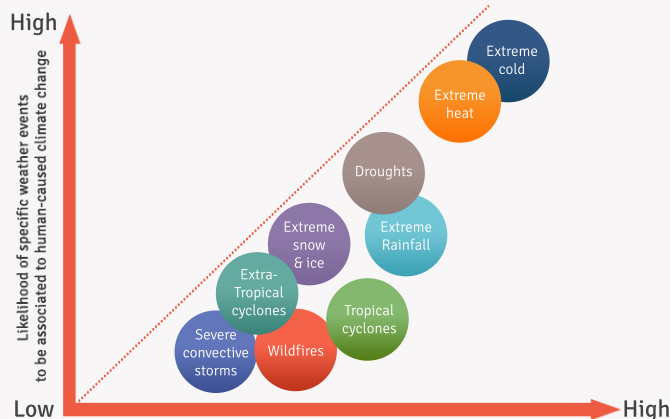 High
Likelihood of specific weather events
to be associated to human-caused climate change
Extreme
cold
Extreme
heat
Droughts
Extreme
Rainfall
Extreme
snow
& ice
Extra-
Tropical
cyclones
Tropical
cyclones
Severe
convective
storms
Wildfires
Low
High